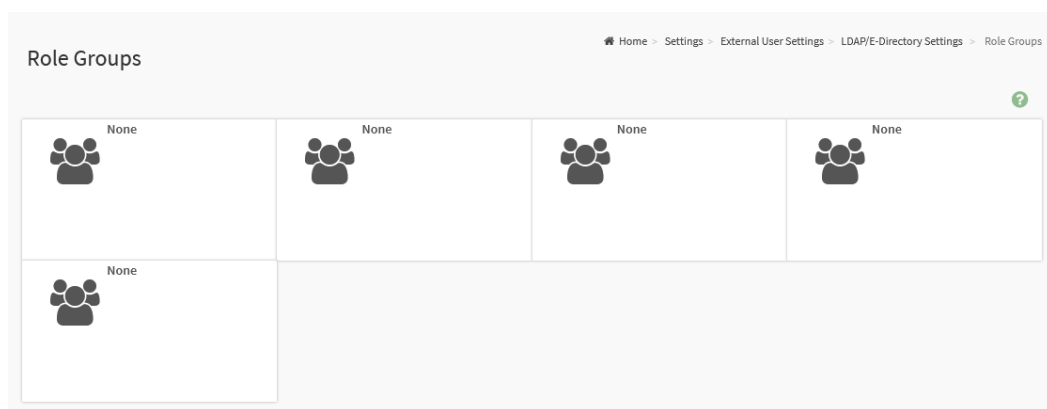 Home > Settings > External User Settings > LDAP/E-Directory Settings > Role Groups
Role Groups
?
None None None None
None